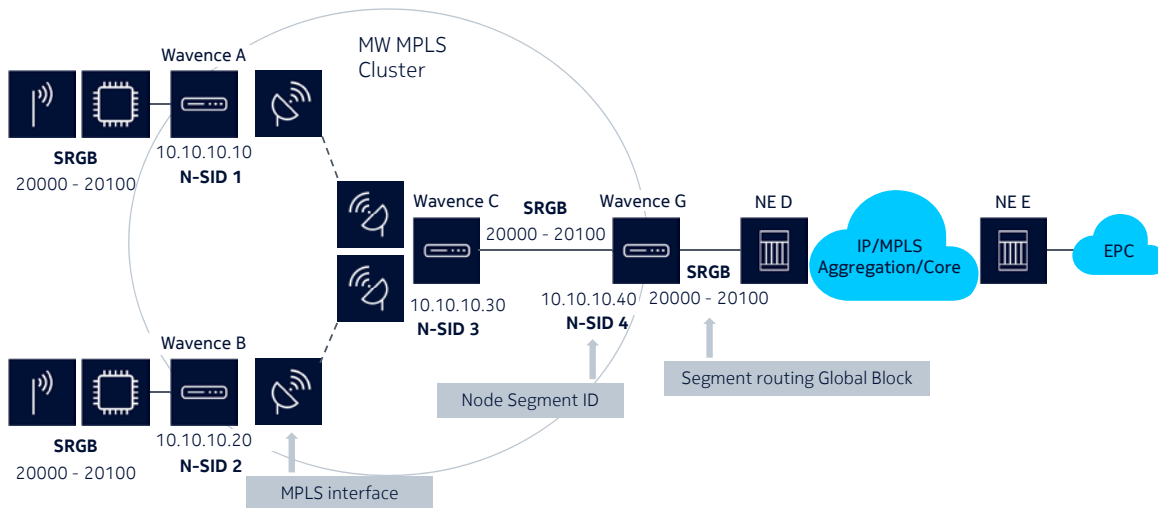 MW MPLS
Cluster
Wavence A
SRGB
20000 - 20100
10.10.10.10
N-SID 1
Wavence C
SRGB
20000 - 20100
Wavence G
NE D
IP/MPLS
Aggregation/Core
NE E
EPC
10.10.10.30
N-SID 3
10.10.10.40
N-SID 4
SRGB
20000 - 20100
Wavence B
Node Segment ID
Segment routing Global Block
SRGB
20000 - 20100
10.10.10.20
N-SID 2
MPLS interface